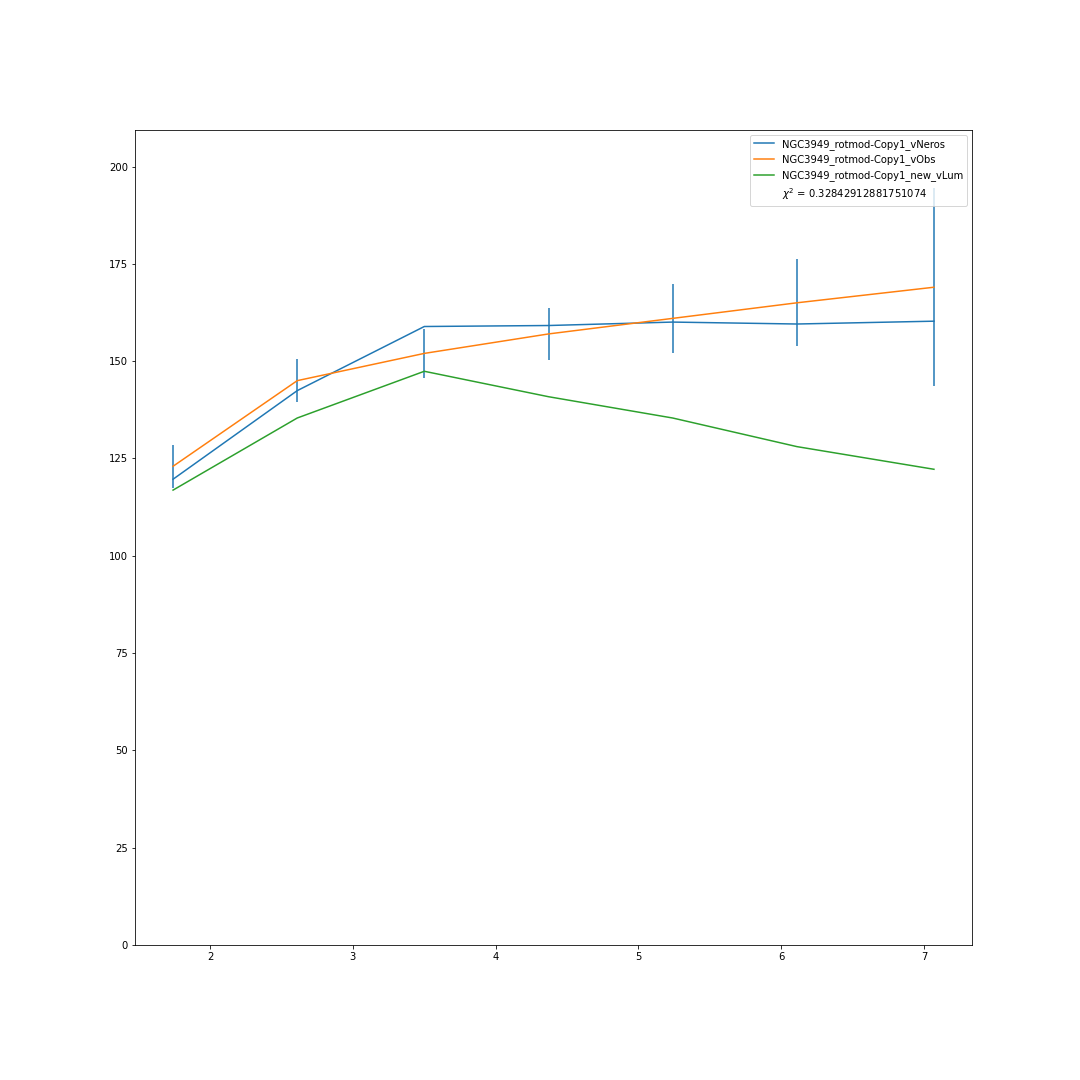 NGC3949_rotmod-Copy1_vNeros
NGC3949_rotmod-Copy1_vObs
NGC3949_rotmod-Copy1_new_vLum
χ² = 0.32842912881751074
200
175
150
125
100
75
50
25
0
2 3 4 5 6 7